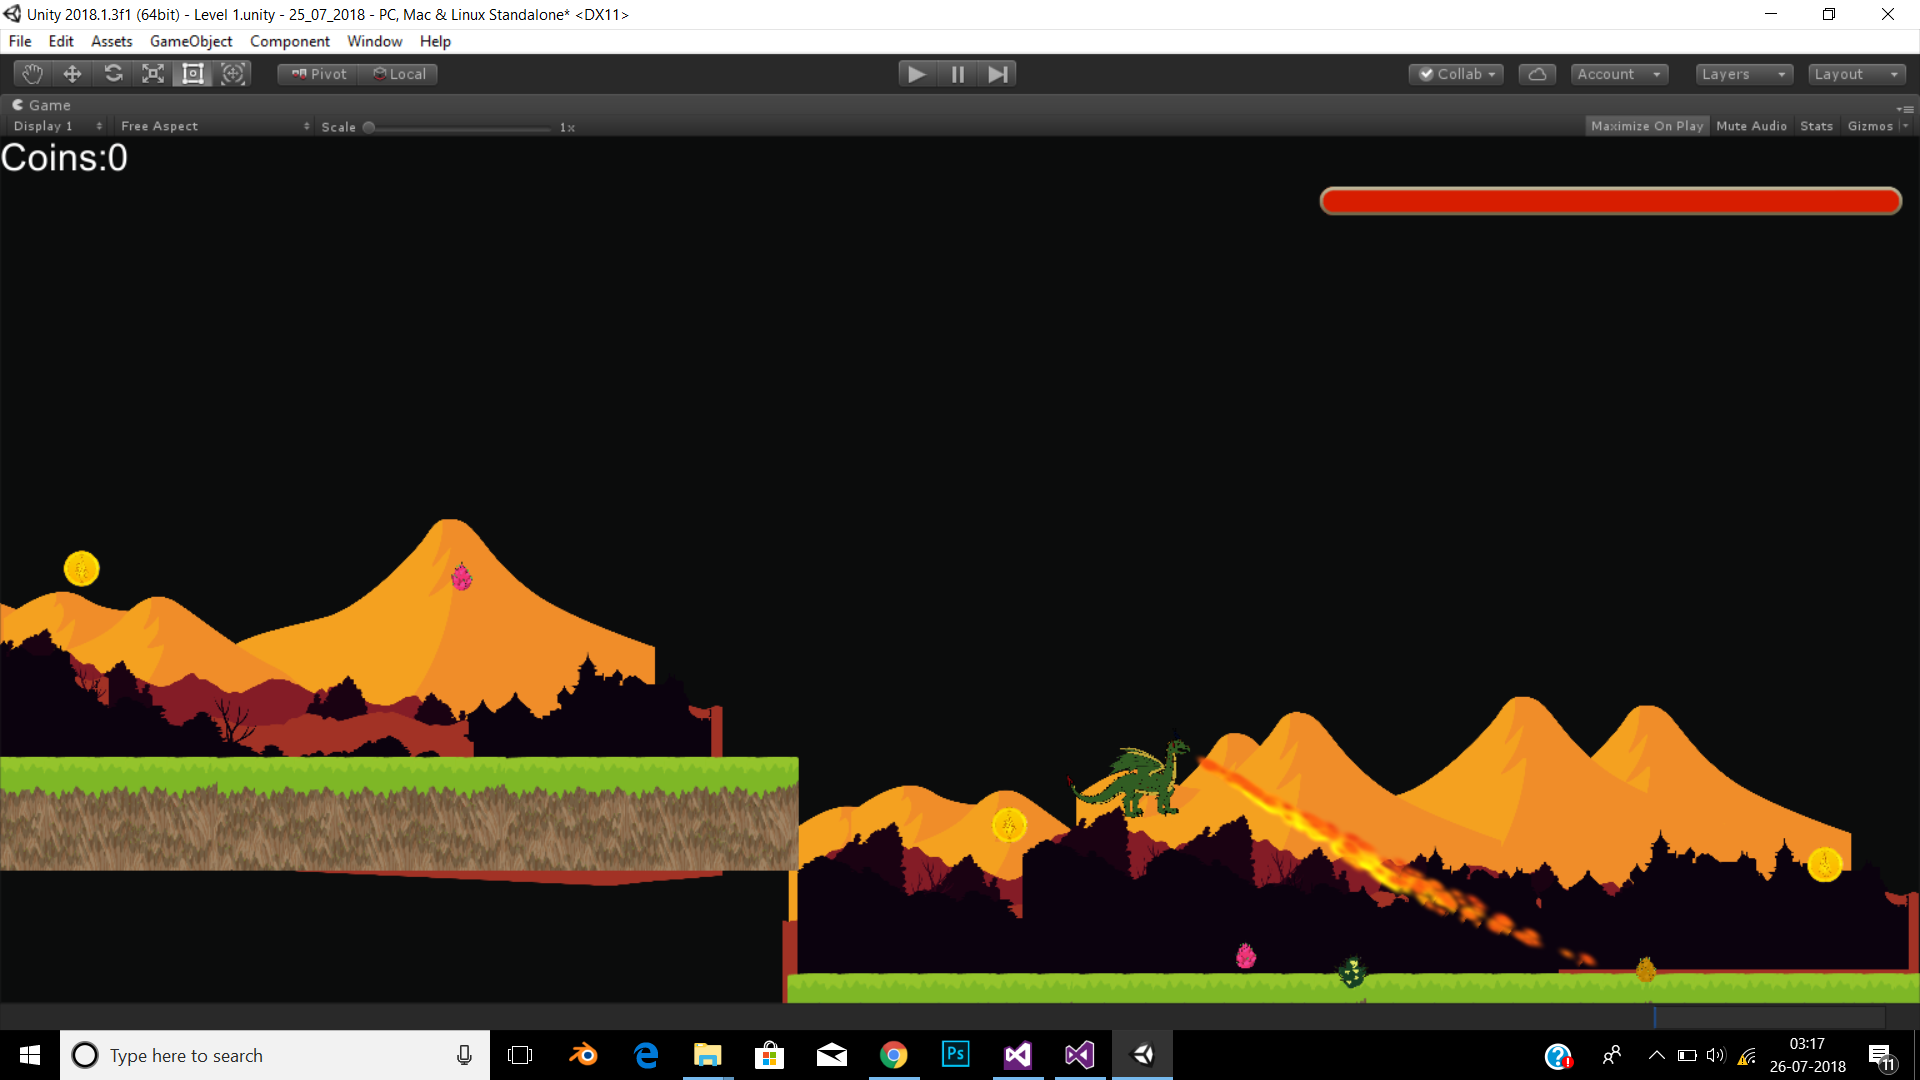 Unity 2018.1.3f1 (64bit) - Level 1.unity - 25_07_2018 - PC, Mac & Linux Standalone* <DX11>
File Edit Assets GameObject Component Window Help
Pivot Local Collab Account Layers Layout
Game
Display 1 Free Aspect Scale 1x Maximize On Play Mute Audio Stats Gizmos
Coins:0
Type here to search
Ps
03:17
26-07-2018
11